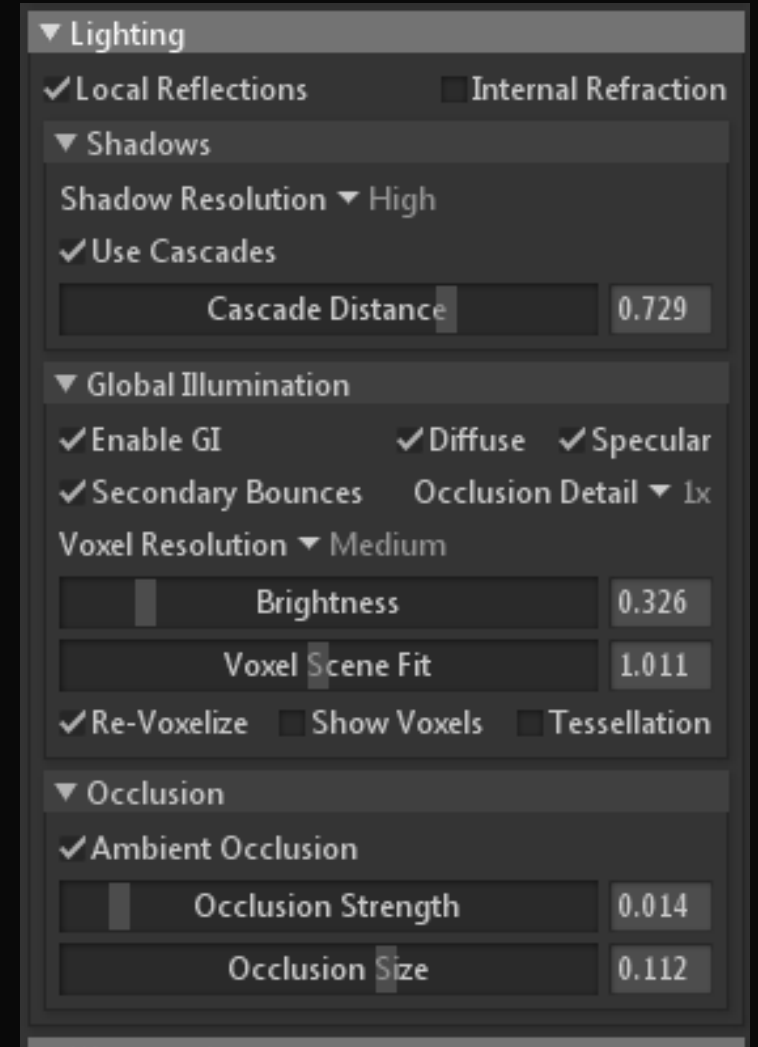 Lighting
Local Reflections Internal Refraction
Shadows
Shadow Resolution High
Use Cascades
Cascade Distance 0.729
Global Illumination
Enable GI Diffuse Specular
Secondary Bounces Occlusion Detail 1x
Voxel Resolution Medium
Brightness 0.326
Voxel Scene Fit 1.011
Re-Voxelize Show Voxels Tessellation
Occlusion
Ambient Occlusion
Occlusion Strength 0.014
Occlusion Size 0.112